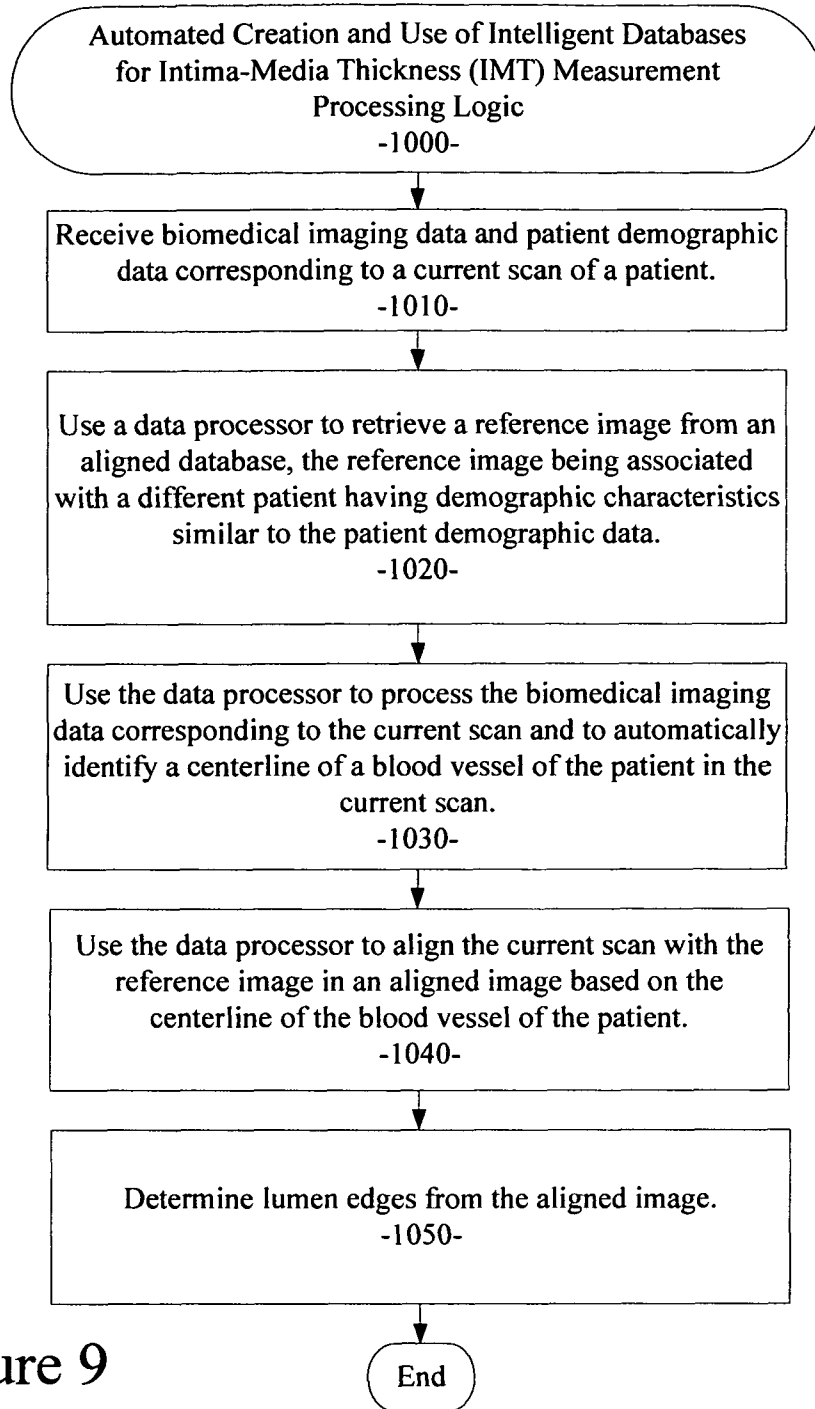 Automated Creation and Use of Intelligent Databases
for Intima-Media Thickness (IMT) Measurement
Processing Logic
-1000-
Receive biomedical imaging data and patient demographic
data corresponding to a current scan of a patient.
-1010-
Use a data processor to retrieve a reference image from an
aligned database, the reference image being associated
with a different patient having demographic characteristics
similar to the patient demographic data.
-1020-
Use the data processor to process the biomedical imaging
data corresponding to the current scan and to automatically
identify a centerline of a blood vessel of the patient in the
current scan.
-1030-
Use the data processor to align the current scan with the
reference image in an aligned image based on the
centerline of the blood vessel of the patient.
-1040-
Determine lumen edges from the aligned image.
-1050-
ure 9
End